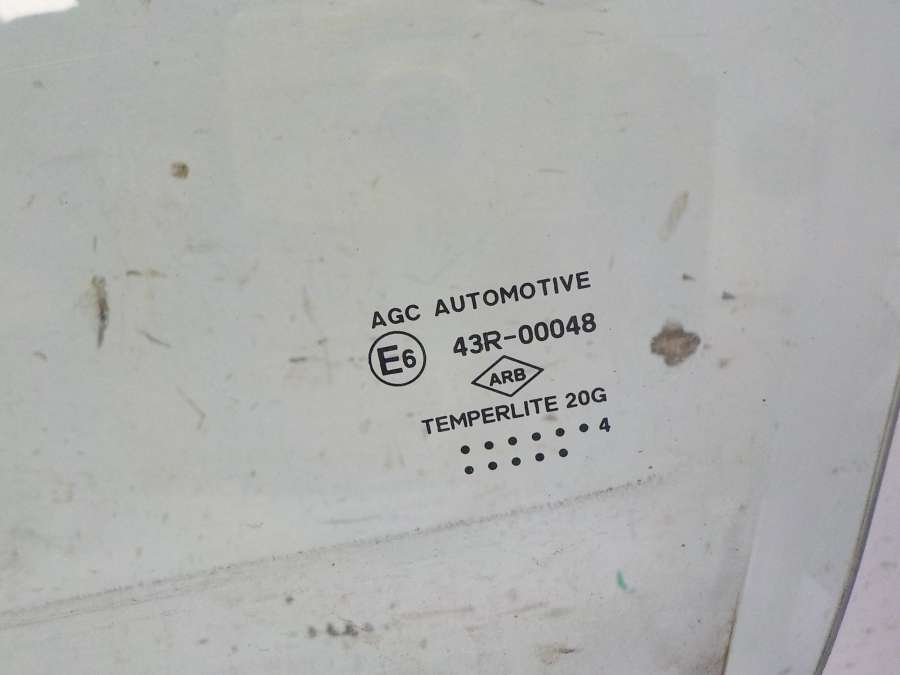 AGC AUTOMOTIVE
E6 43R-00048
ARB
TEMPERLITE 20G
• • • • • • 4
• • • • •